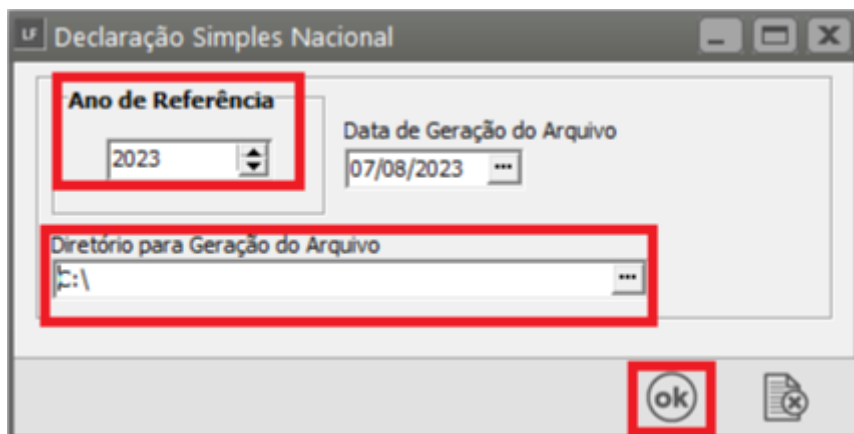 LF Declaração Simples Nacional
Ano de Referência
2023
Data de Geração do Arquivo
07/08/2023 ...
Diretório para Geração do Arquivo
C:\ ...
ok